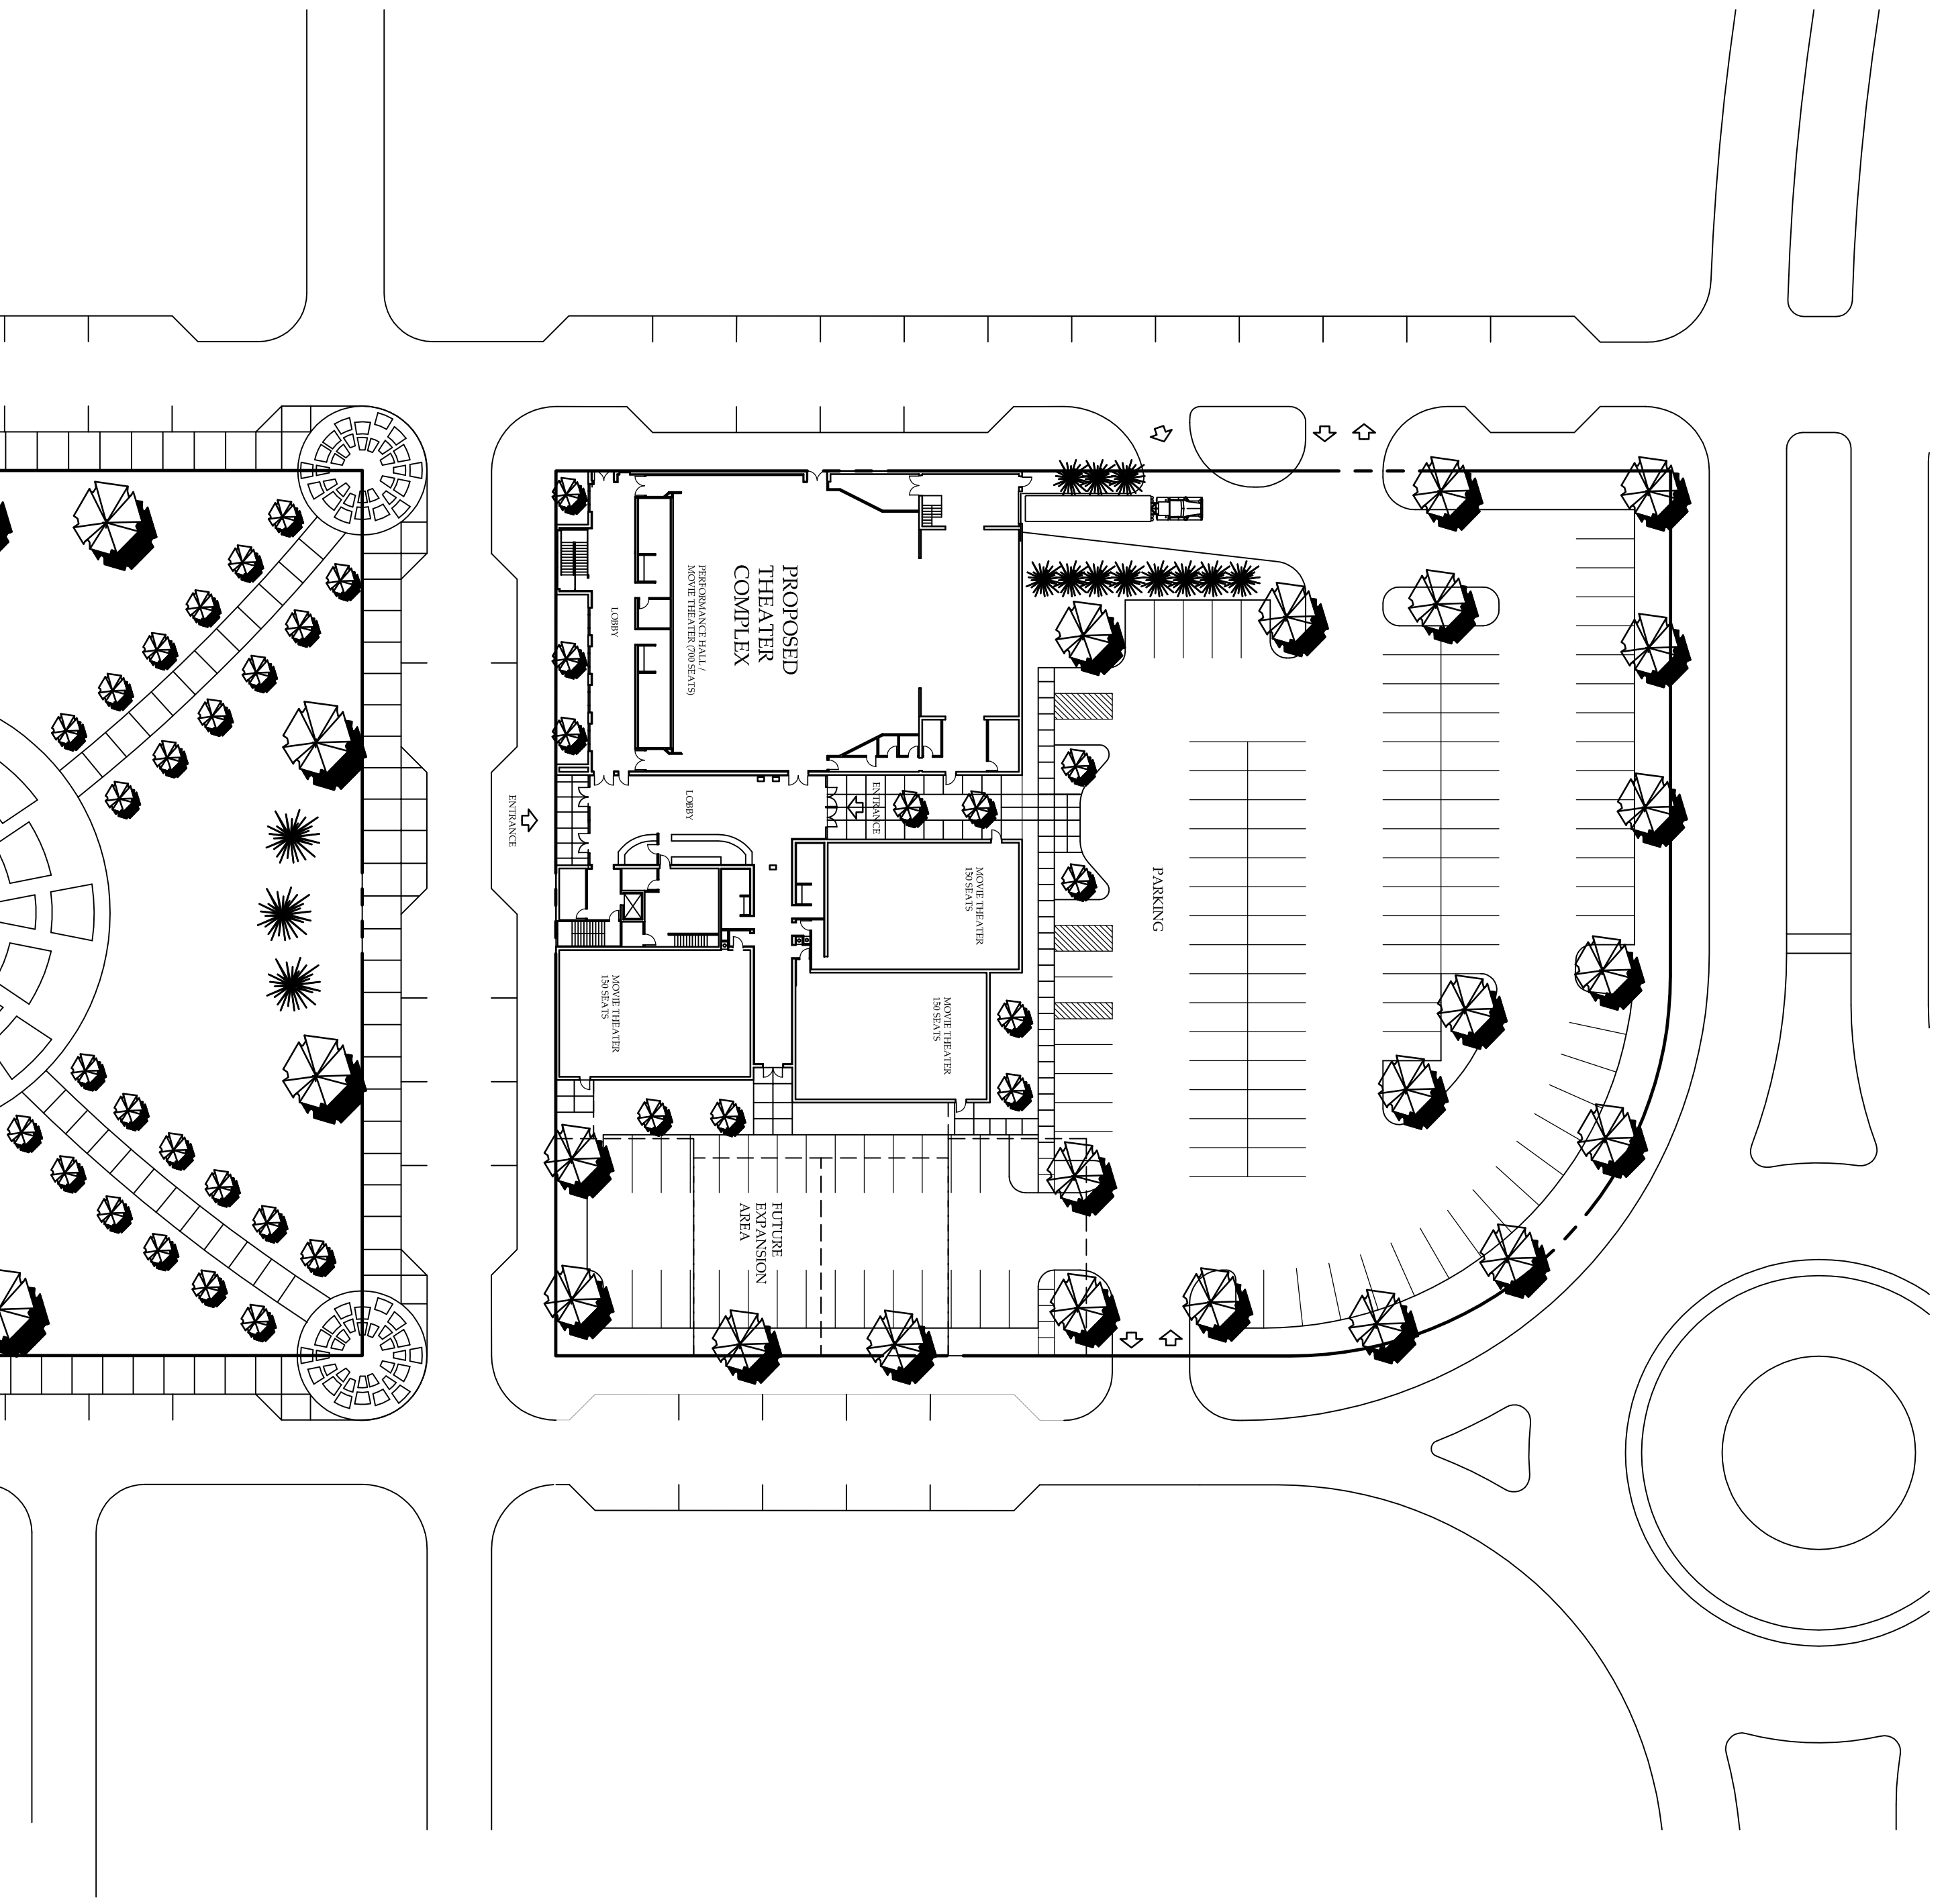 PROPOSED
THEATER
COMPLEX
PERFORMANCE HALL /
MOVIE THEATER (700 SEATS)
LOBBY
LOBBY
ENTRANCE
ENTRANCE
MOVIE THEATER
150 SEATS
PARKING
MOVIE THEATER
150 SEATS
MOVIE THEATER
150 SEATS
FUTURE
EXPANSION
AREA